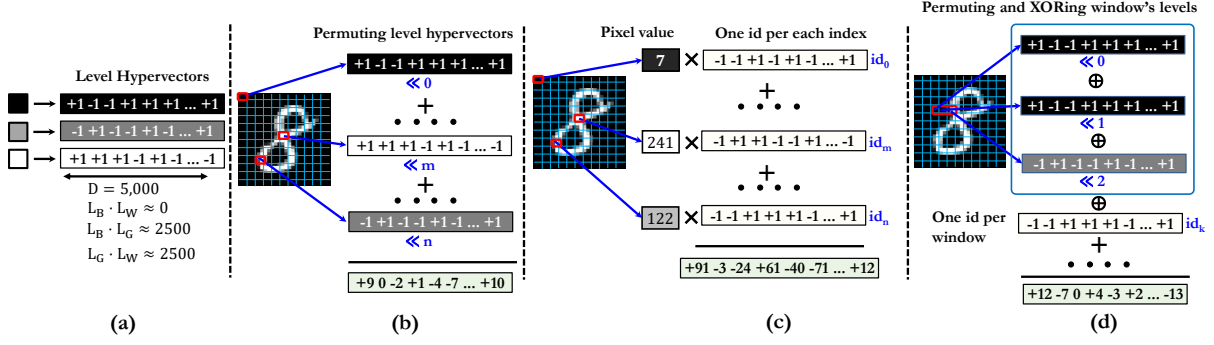 Level Hypervectors
+1 -1 -1 +1 +1 +1 ... +1
-1 +1 -1 -1 +1 -1 ... +1
+1 +1 +1 -1 +1 -1 ... -1
D = 5,000
L_B · L_W ≈ 0
L_B · L_G ≈ 2500
L_G · L_W ≈ 2500
(a)
Permuting level hypervectors
+1 -1 -1 +1 +1 +1 ... +1
≪ 0
+
• • • •
+1 +1 +1 -1 +1 -1 ... -1
≪ m
+
• • • •
-1 +1 -1 -1 +1 -1 ... +1
≪ n
+9 0 -2 +1 -4 -7 ... +10
(b)
Pixel value
One id per each index
7 × -1 -1 +1 -1 +1 -1 ... +1 id_0
+
• • • •
241 × -1 +1 +1 -1 -1 +1 ... -1 id_m
+
• • • •
122 × -1 -1 +1 +1 +1 -1 ... +1 id_n
+91 -3 -24 +61 -40 -71 ... +12
(c)
Permuting and XORing window's levels
+1 -1 -1 +1 +1 +1 ... +1
≪ 0
⊕
+1 -1 -1 +1 +1 +1 ... +1
≪ 1
⊕
-1 +1 -1 -1 +1 -1 ... +1
≪ 2
⊕
One id per
window
-1 -1 +1 +1 +1 -1 ... +1 id_k
+
• • • •
+12 -7 0 +4 -3 +2 ... -13
(d)